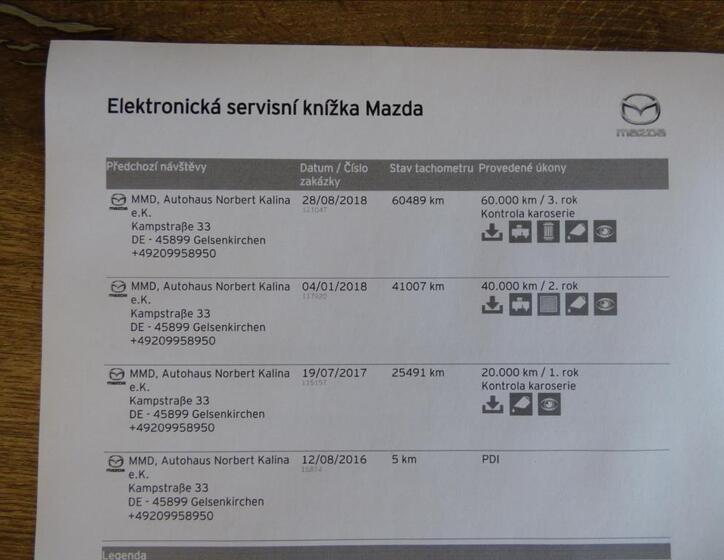 Elektronická servisní knížka Mazda
mazda
Předchozí návštěvy Datum / Číslo zakázky Stav tachometru Provedené úkony
MMD, Autohaus Norbert Kalina 28/08/2018 60489 km 60.000 km / 3. rok
e.K. 121047 Kontrola karoserie
Kampstraße 33
DE - 45899 Gelsenkirchen
+49209958950
MMD, Autohaus Norbert Kalina 04/01/2018 41007 km 40.000 km / 2. rok
e.K.
Kampstraße 33
DE - 45899 Gelsenkirchen
+49209958950
MMD, Autohaus Norbert Kalina 19/07/2017 25491 km 20.000 km / 1. rok
e.K. 115157 Kontrola karoserie
Kampstraße 33
DE - 45899 Gelsenkirchen
+49209958950
MMD, Autohaus Norbert Kalina 12/08/2016 5 km PDI
e.K.
Kampstraße 33
DE - 45899 Gelsenkirchen
+49209958950
Legenda